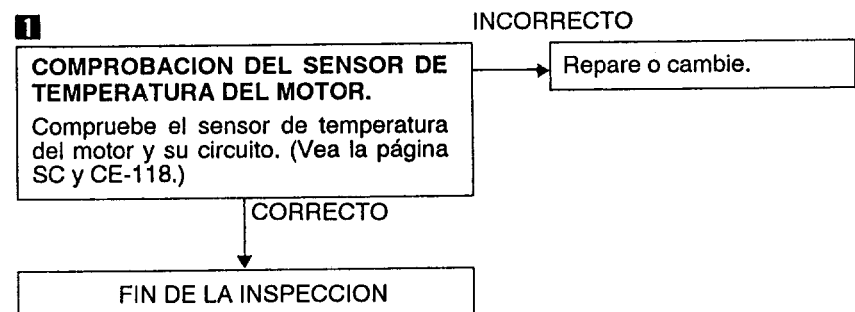 1
INCORRECTO
COMPROBACION DEL SENSOR DE
TEMPERATURA DEL MOTOR.
Repare o cambie.
Compruebe el sensor de temperatura
del motor y su circuito. (Vea la página
SC y CE-118.)
CORRECTO
FIN DE LA INSPECCION